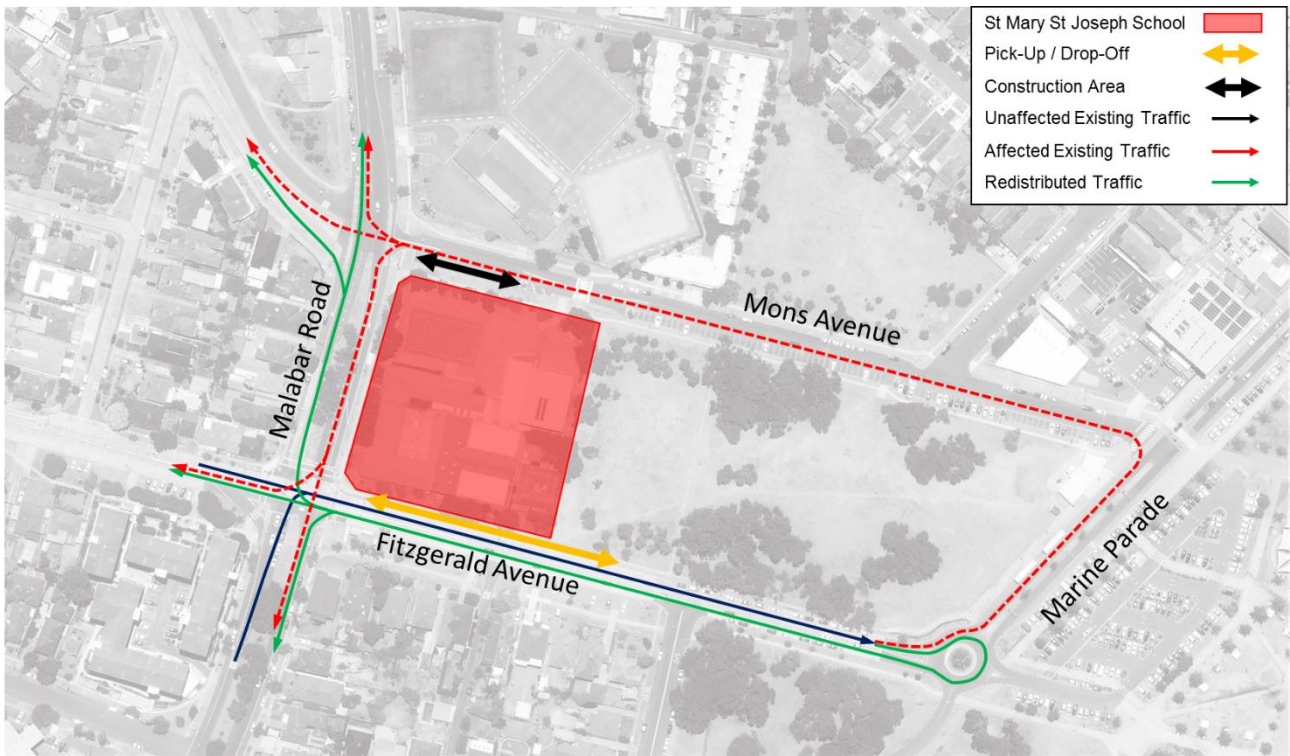 St Mary St Joseph School
Pick-Up / Drop-Off
Construction Area
Unaffected Existing Traffic
Affected Existing Traffic
Redistributed Traffic
Mons Avenue
Malabar Road
Fitzgerald Avenue
Marine Parade